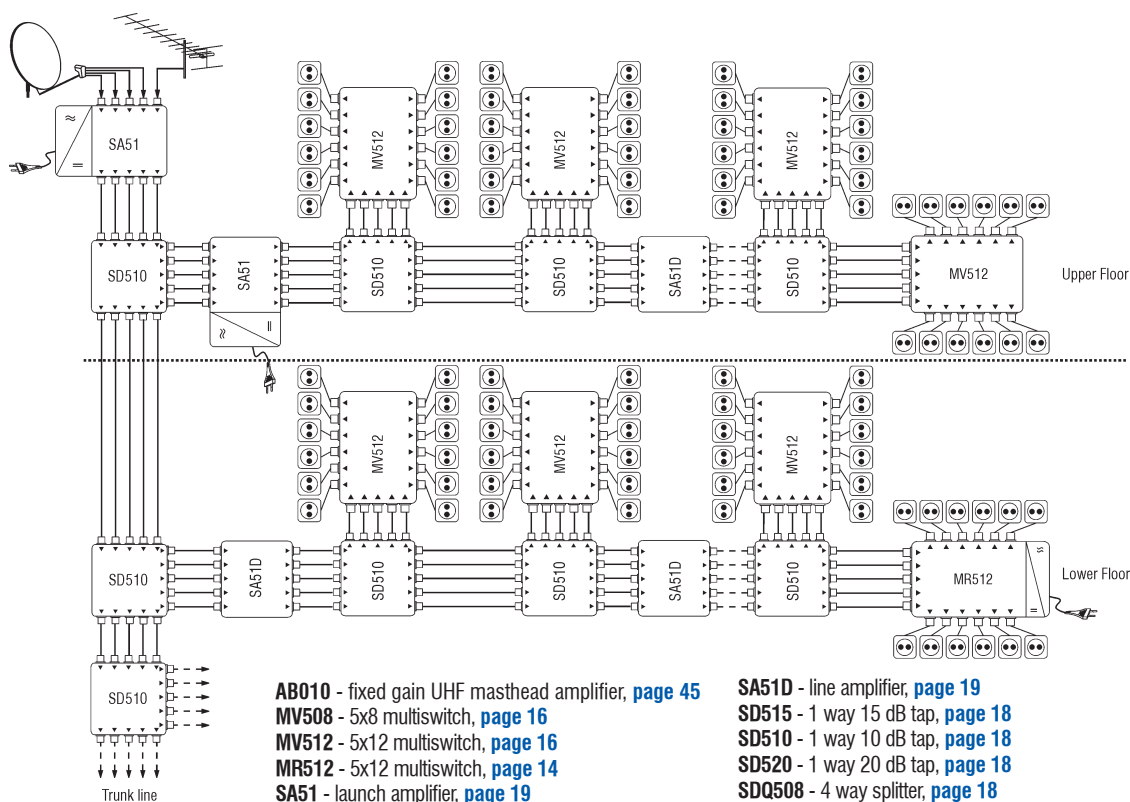 SA51
MV512
MV512
MV512
SD510
SA51
SD510
SD510
SA51D
SD510
MV512
Upper Floor
MV512
MV512
MV512
SD510
SA51D
SD510
SD510
SA51D
SD510
MR512
Lower Floor
SD510
Trunk line
AB010 - fixed gain UHF masthead amplifier, page 45
MV508 - 5x8 multiswitch, page 16
MV512 - 5x12 multiswitch, page 16
MR512 - 5x12 multiswitch, page 14
SA51 - launch amplifier, page 19
SA51D - line amplifier, page 19
SD515 - 1 way 15 dB tap, page 18
SD510 - 1 way 10 dB tap, page 18
SD520 - 1 way 20 dB tap, page 18
SDQ508 - 4 way splitter, page 18